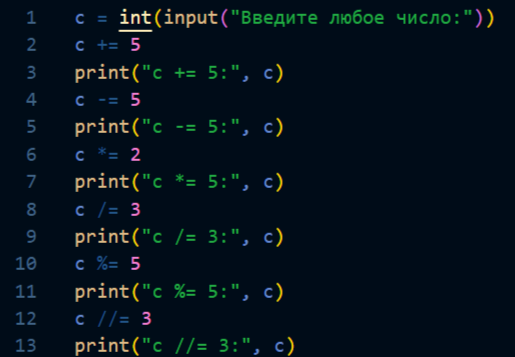 1 c = int(input("Введите любое число:"))
2 c += 5
3 print("c += 5:", c)
4 c -= 5
5 print("c -= 5:", c)
6 c *= 2
7 print("c *= 5:", c)
8 c /= 3
9 print("c /= 3:", c)
10 c %= 5
11 print("c %= 5:", c)
12 c //= 3
13 print("c //= 3:", c)